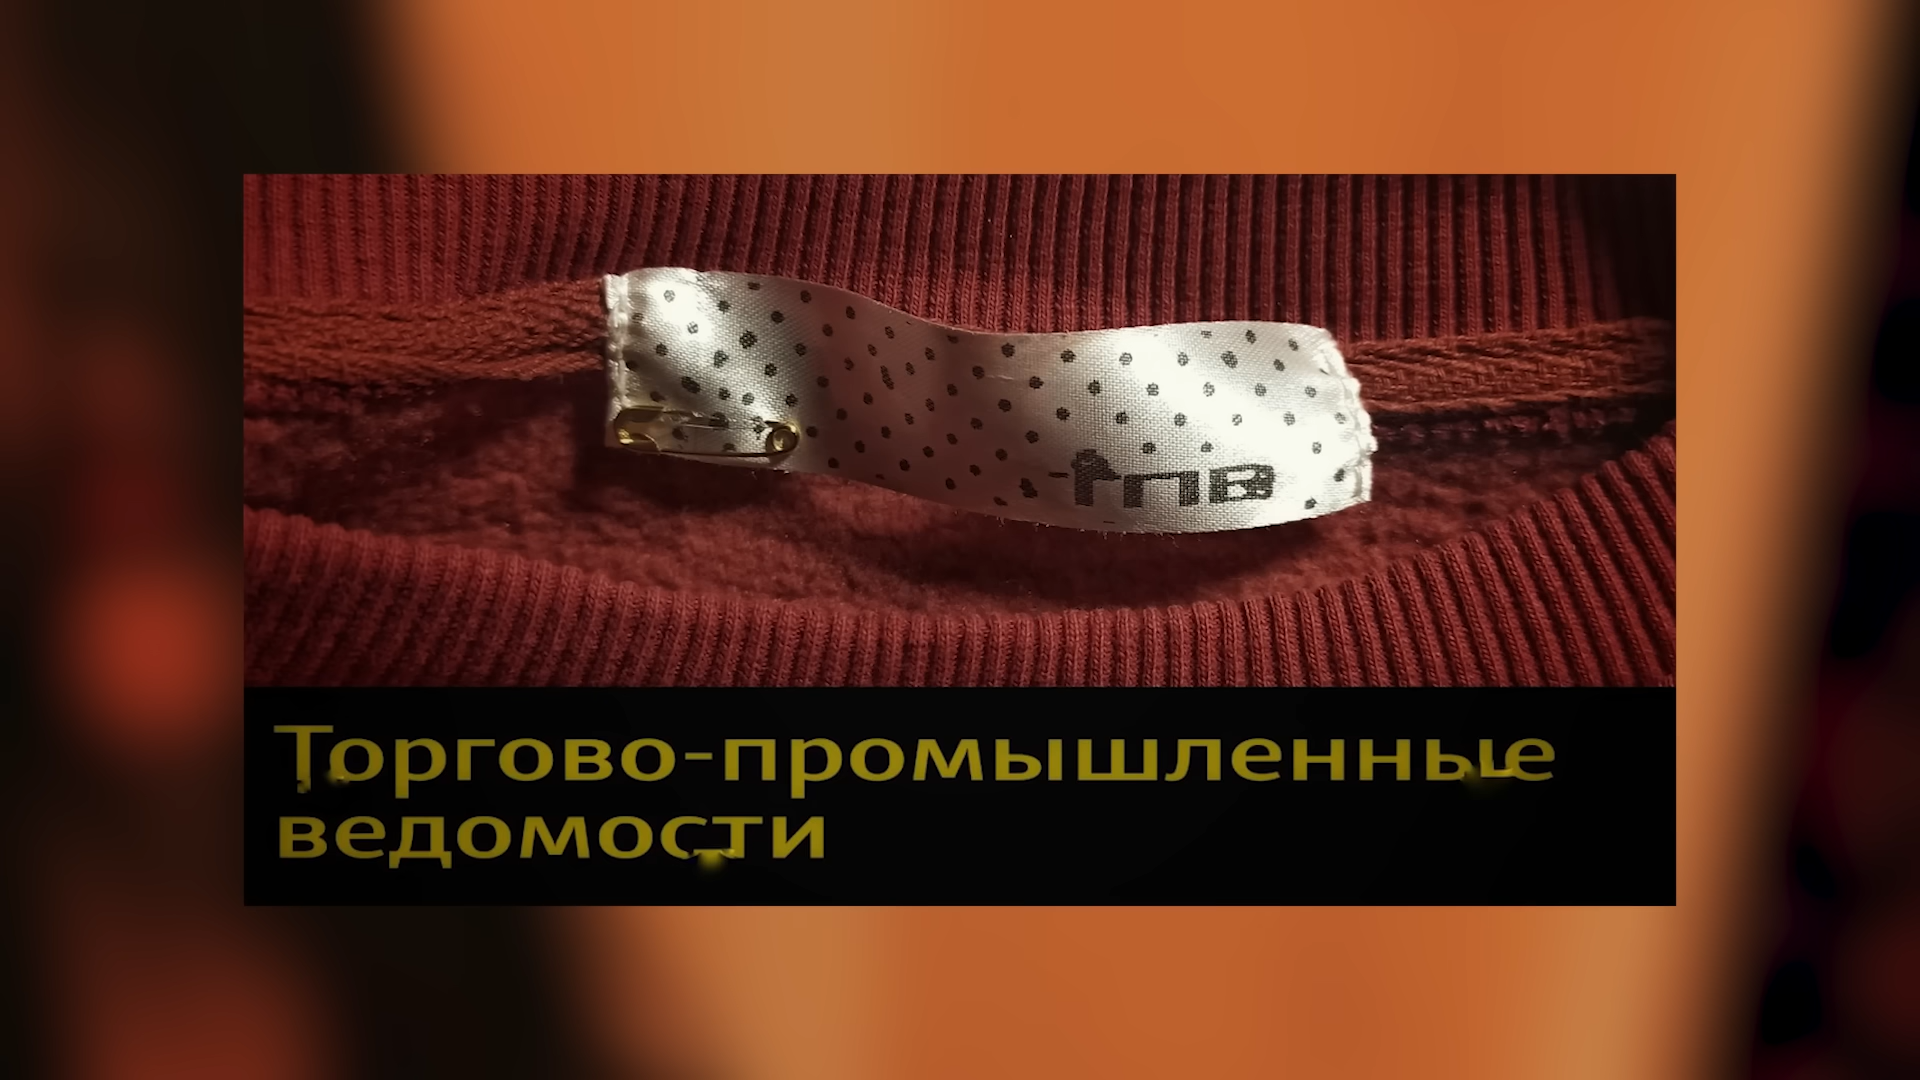 тпв
Торгово-промышленные
ведомости